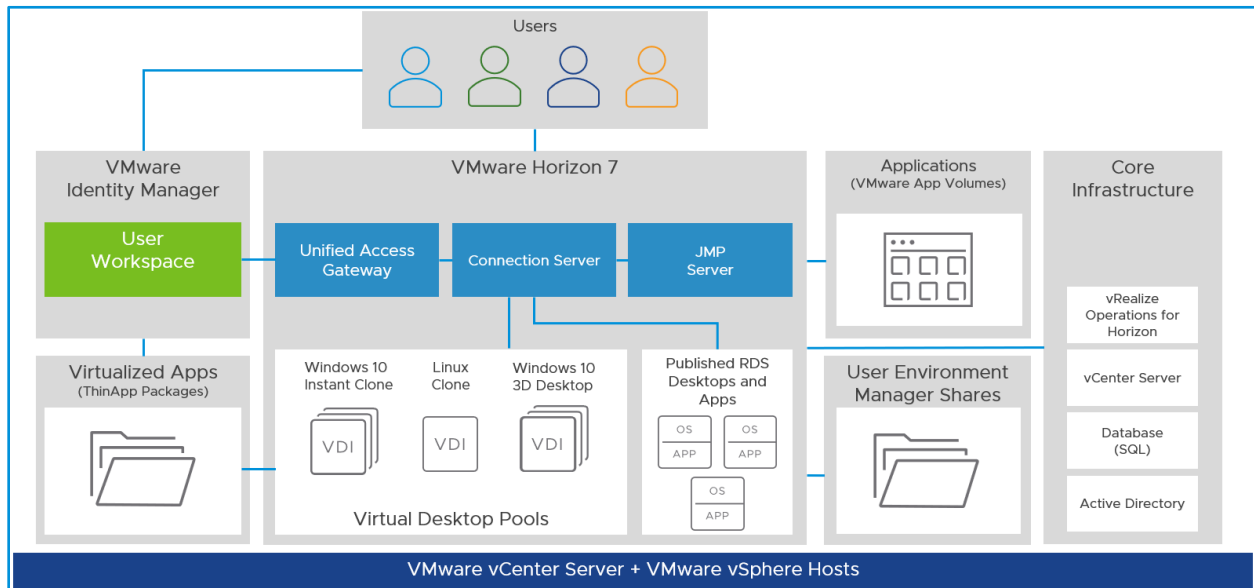 Users
VMware
Identity Manager
User
Workspace
VMware Horizon 7
Unified Access
Gateway
Connection Server
JMP
Server
Applications
(VMware App Volumes)
Core
Infrastructure
vRealize
Operations for
Horizon
vCenter Server
Database
(SQL)
Active Directory
Virtualized Apps
(ThinApp Packages)
Windows 10
Instant Clone
Linux
Clone
Windows 10
3D Desktop
VDI
VDI
VDI
Virtual Desktop Pools
Published RDS
Desktops and
Apps
OS
APP
OS
APP
OS
APP
User Environment
Manager Shares
VMware vCenter Server + VMware vSphere Hosts